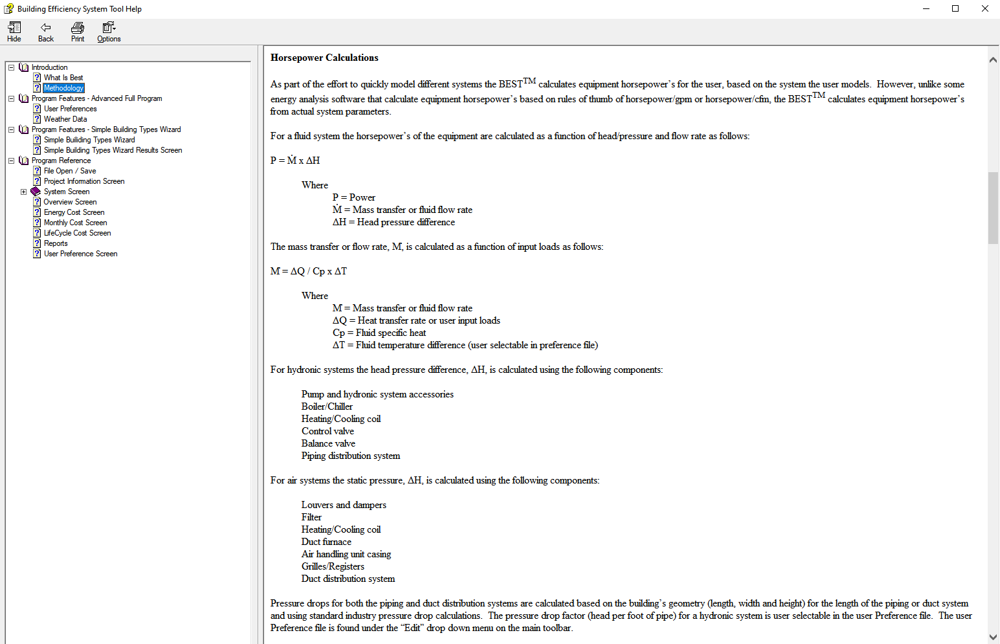 Building Efficiency System Tool Help
Hide Back Print Options
Introduction
What Is Best
Methodology
Program Features - Advanced Full Program
User Preferences
Weather Data
Program Features - Simple Building Types Wizard
Simple Builiding Types Wizard
Simple Building Types Wizard Results Screen
Program Reference
File Open / Save
Project Information Screen
System Screen
Overview Screen
Energy Cost Screen
Monthly Cost Screen
LifeCycle Cost Screen
Reports
User Preference Screen
Horsepower Calculations
As part of the effort to quickly model different systems the BEST™ calculates equipment horsepower’s for the user, based on the system the user models. However, unlike some
energy analysis software that calculate equipment horsepower’s based on rules of thumb of horsepower/gpm or horsepower/cfm, the BEST™ calculates equipment horsepower’s
from actual system parameters.
For a fluid system the horsepower’s of the equipment are calculated as a function of head/pressure and flow rate as follows:
P = Ṁ x ΔH
Where
P = Power
Ṁ = Mass transfer or fluid flow rate
ΔH = Head pressure difference
The mass transfer or flow rate, Ṁ, is calculated as a function of input loads as follows:
Ṁ = ΔQ / Cp x ΔT
Where
Ṁ = Mass transfer or fluid flow rate
ΔQ = Heat transfer rate or user input loads
Cp = Fluid specific heat
ΔT = Fluid temperature difference (user selectable in preference file)
For hydronic systems the head pressure difference, ΔH, is calculated using the following components:
Pump and hydronic system accessories
Boiler/Chiller
Heating/Cooling coil
Control valve
Balance valve
Piping distribution system
For air systems the static pressure, ΔH, is calculated using the following components:
Louvers and dampers
Filter
Heating/Cooling coil
Duct furnace
Air handling unit casing
Grilles/Registers
Duct distribution system
Pressure drops for both the piping and duct distribution systems are calculated based on the building’s geometry (length, width and height) for the length of the piping or duct system
and using standard industry pressure drop calculations. The pressure drop factor (head per foot of pipe) for a hydronic system is user selectable in the user Preference file. The user
Preference file is found under the “Edit” drop down menu on the main toolbar.